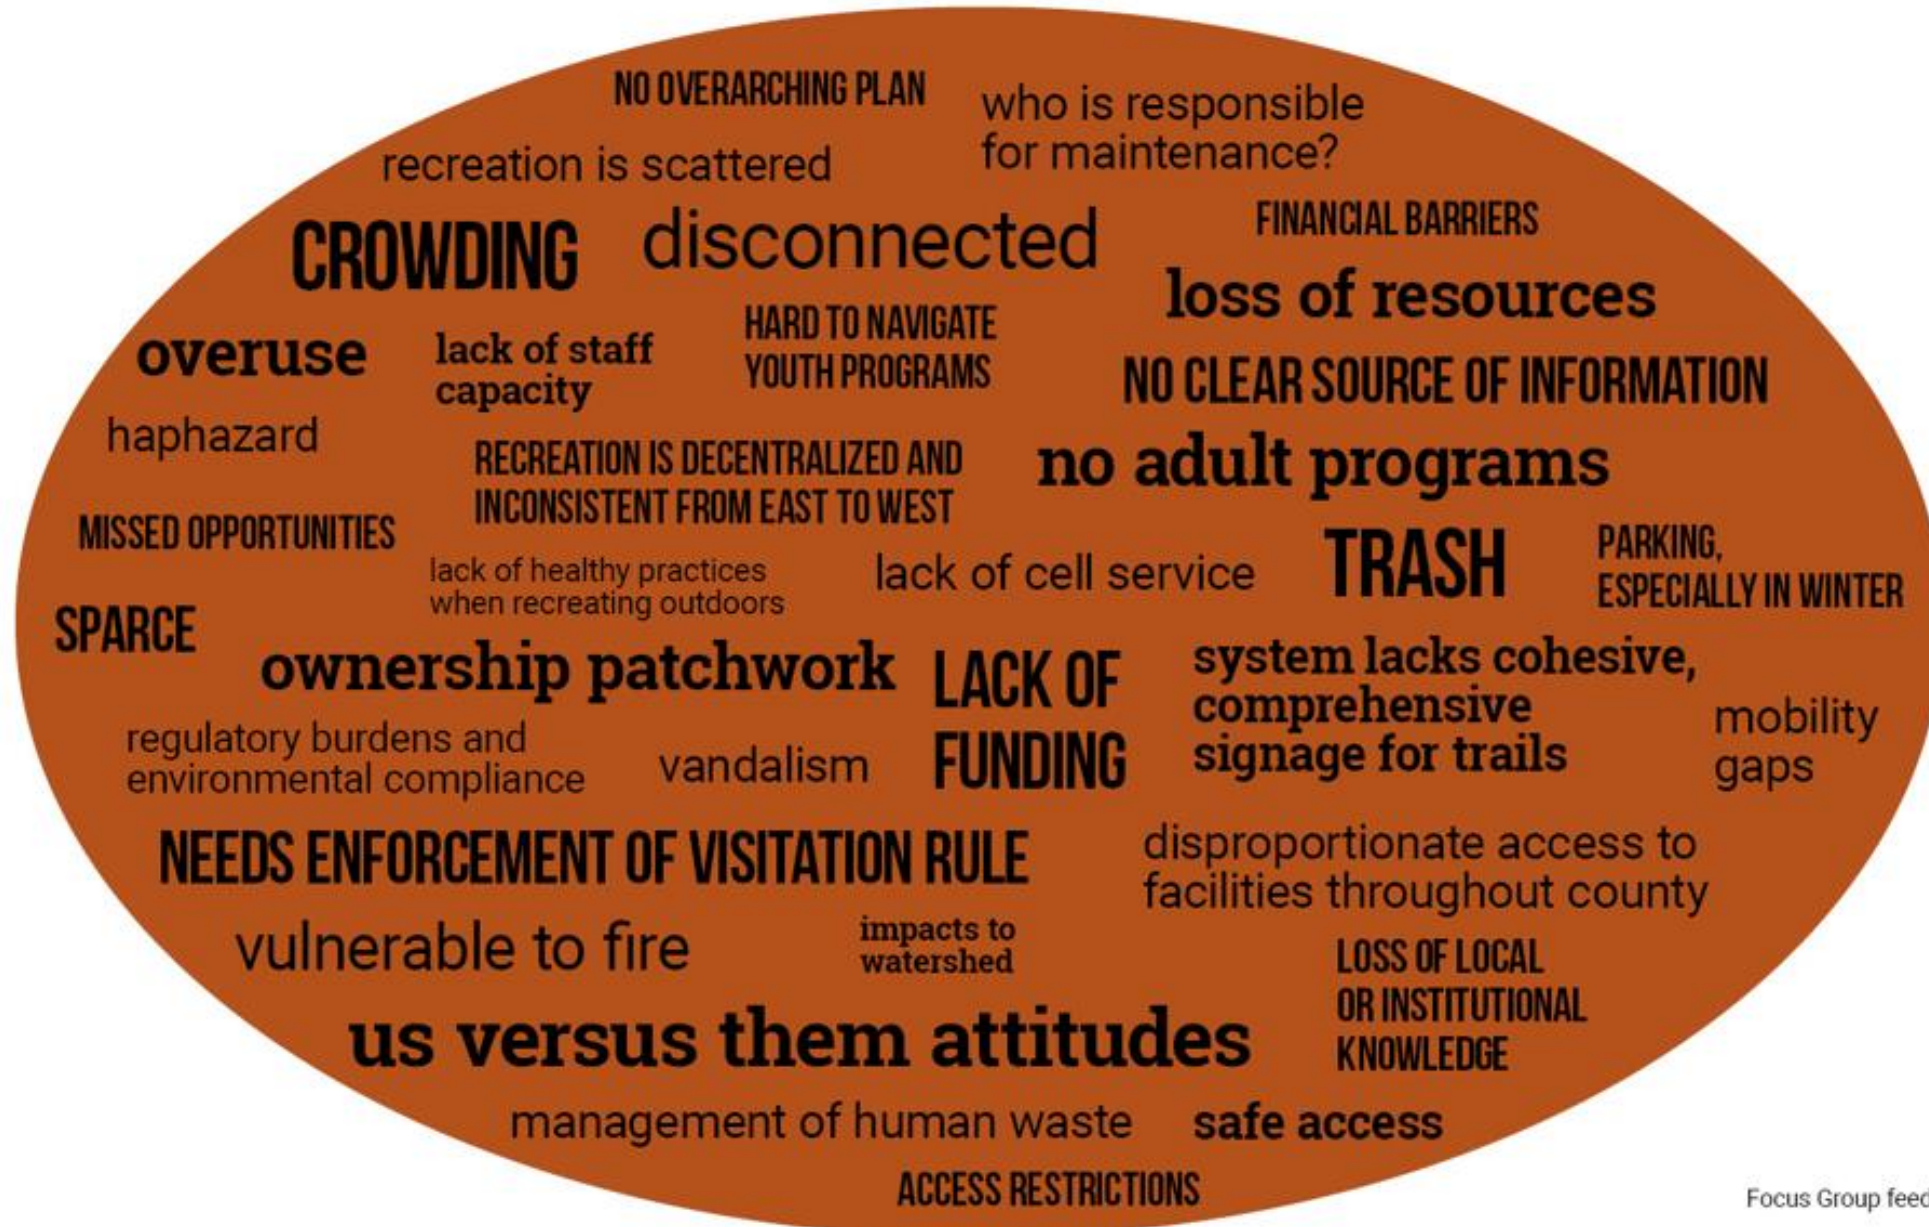 NO OVERARCHING PLAN
who is responsible
for maintenance?
recreation is scattered
CROWDING
disconnected
FINANCIAL BARRIERS
loss of resources
overuse
lack of staff
capacity
HARD TO NAVIGATE
YOUTH PROGRAMS
NO CLEAR SOURCE OF INFORMATION
haphazard
RECREATION IS DECENTRALIZED AND
INCONSISTENT FROM EAST TO WEST
no adult programs
MISSED OPPORTUNITIES
lack of healthy practices
when recreating outdoors
lack of cell service
TRASH
PARKING,
ESPECIALLY IN WINTER
SPARCE
ownership patchwork
LACK OF
FUNDING
system lacks cohesive,
comprehensive
signage for trails
mobility
gaps
regulatory burdens and
environmental compliance
vandalism
NEEDS ENFORCEMENT OF VISITATION RULE
disproportionate access to
facilities throughout county
vulnerable to fire
impacts to
watershed
LOSS OF LOCAL
OR INSTITUTIONAL
KNOWLEDGE
us versus them attitudes
management of human waste
safe access
ACCESS RESTRICTIONS
Focus Group feed